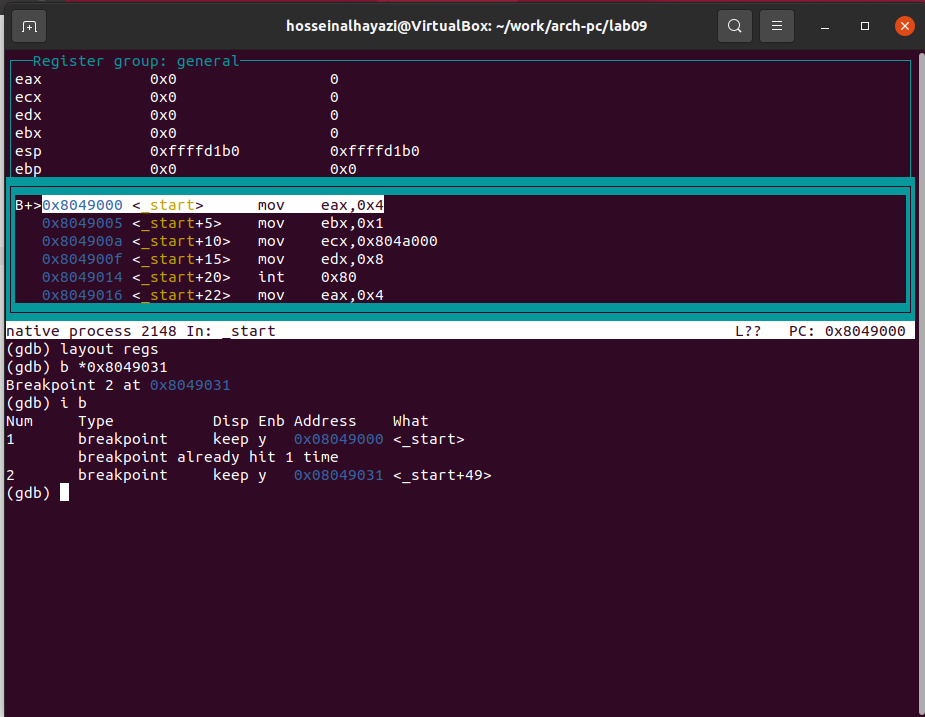 hosseinalhayazi@VirtualBox: ~/work/arch-pc/lab09
Register group: general
eax            0x0                 0
ecx            0x0                 0
edx            0x0                 0
ebx            0x0                 0
esp            0xffffd1b0          0xffffd1b0
ebp            0x0                 0x0
B+>0x8049000 <_start>      mov    eax,0x4
   0x8049005 <_start+5>    mov    ebx,0x1
   0x804900a <_start+10>   mov    ecx,0x804a000
   0x804900f <_start+15>   mov    edx,0x8
   0x8049014 <_start+20>   int    0x80
   0x8049016 <_start+22>   mov    eax,0x4
native process 2148 In: _start                                                   L??   PC: 0x8049000
(gdb) layout regs
(gdb) b *0x8049031
Breakpoint 2 at 0x8049031
(gdb) i b
Num     Type           Disp Enb Address    What
1       breakpoint     keep y   0x08049000 <_start>
        breakpoint already hit 1 time
2       breakpoint     keep y   0x08049031 <_start+49>
(gdb)